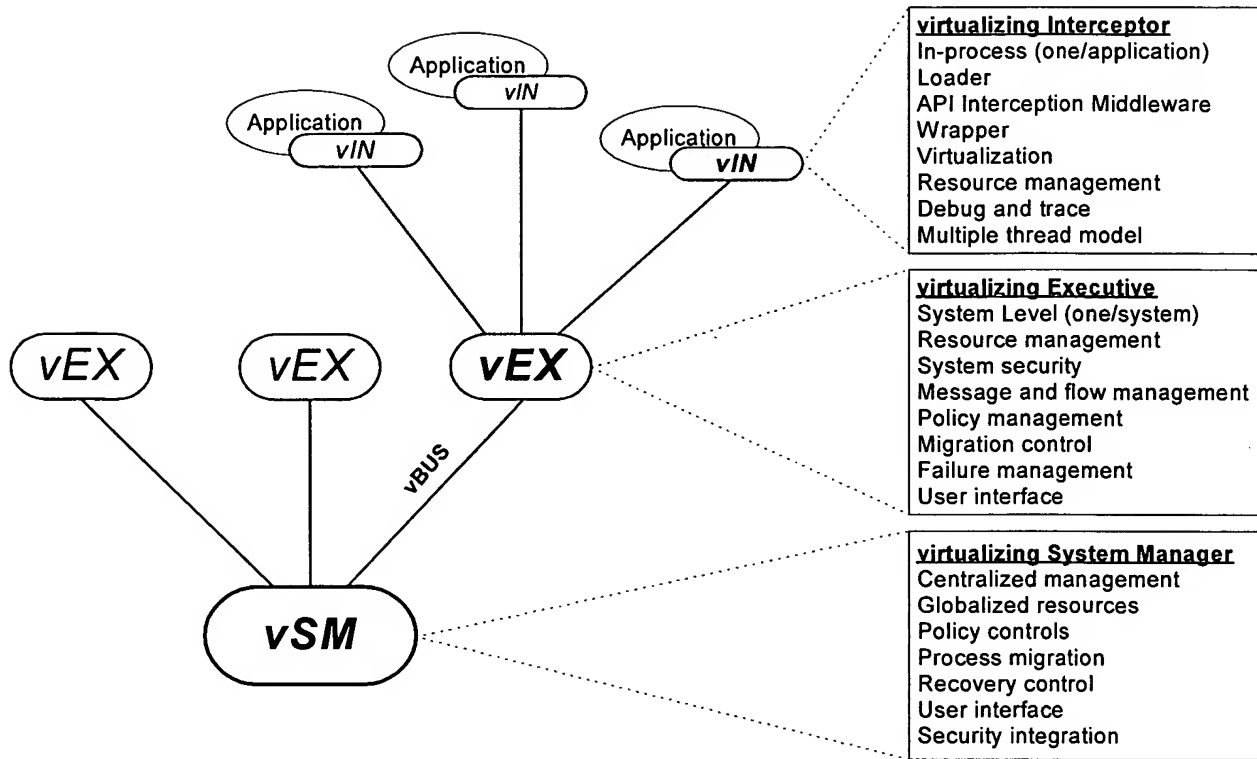 Application
vIN
Application
vIN
Application
vIN
vEX
vEX
vEX
vBUS
vSM
virtualizing Interceptor
In-process (one/application)
Loader
API Interception Middleware
Wrapper
Virtualization
Resource management
Debug and trace
Multiple thread model
virtualizing Executive
System Level (one/system)
Resource management
System security
Message and flow management
Policy management
Migration control
Failure management
User interface
virtualizing System Manager
Centralized management
Globalized resources
Policy controls
Process migration
Recovery control
User interface
Security integration